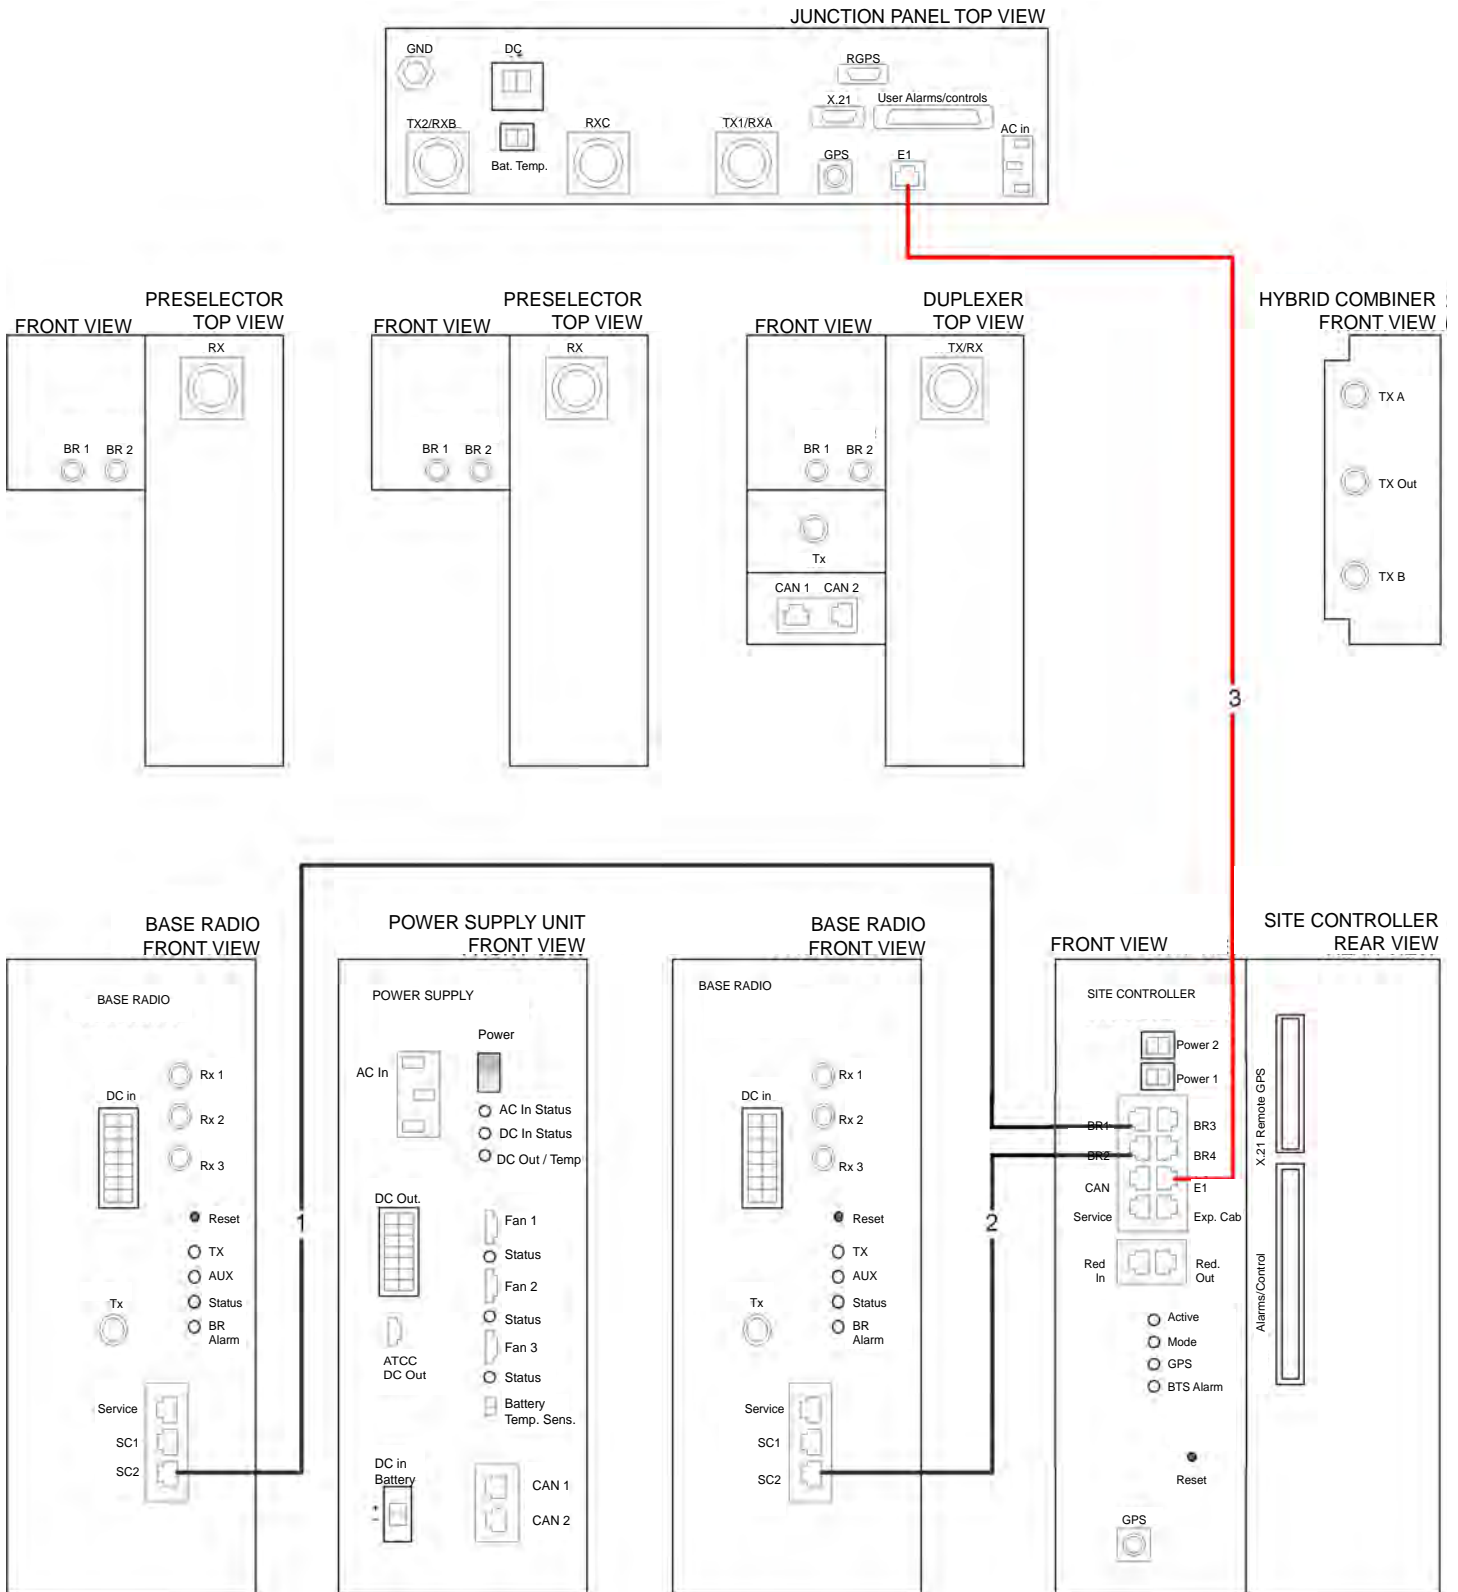 JUNCTION PANEL TOP VIEW
GND
DC
- +
RGPS
X.21
User Alarms/controls
TX2/RXB
RXC
TX1/RXA
AC in
Bat. Temp.
GPS
E1
PRESELECTOR
TOP VIEW
FRONT VIEW
RX
BR 1 BR 2
PRESELECTOR
TOP VIEW
FRONT VIEW
RX
BR 1 BR 2
DUPLEXER
TOP VIEW
FRONT VIEW
TX/RX
BR 1 BR 2
Tx
CAN 1 CAN 2
HYBRID COMBINER
FRONT VIEW
TX A
TX Out
TX B
3
BASE RADIO
FRONT VIEW
BASE RADIO
Rx 1
DC in
Rx 2
Rx 3
Reset
TX
AUX
Status
Tx
BR
Alarm
Service
SC1
SC2
1
POWER SUPPLY UNIT
FRONT VIEW
POWER SUPPLY
Power
AC In
AC In Status
DC In Status
DC Out / Temp
DC Out.
Fan 1
Status
Fan 2
Status
Fan 3
ATCC
DC Out
Status
Battery
Temp. Sens.
DC in
Battery
+
-
CAN 1
CAN 2
BASE RADIO
FRONT VIEW
BASE RADIO
Rx 1
DC in
Rx 2
Rx 3
Reset
TX
AUX
Status
Tx
BR
Alarm
Service
SC1
SC2
2
SITE CONTROLLER
REAR VIEW
FRONT VIEW
SITE CONTROLLER
Power 2
Power 1
BR1
BR3
BR2
BR4
CAN
E1
Service
Exp. Cab
Red
In
Red.
Out
Active
Mode
GPS
BTS Alarm
Reset
GPS
X.21 Remote GPS
Alarms/Control